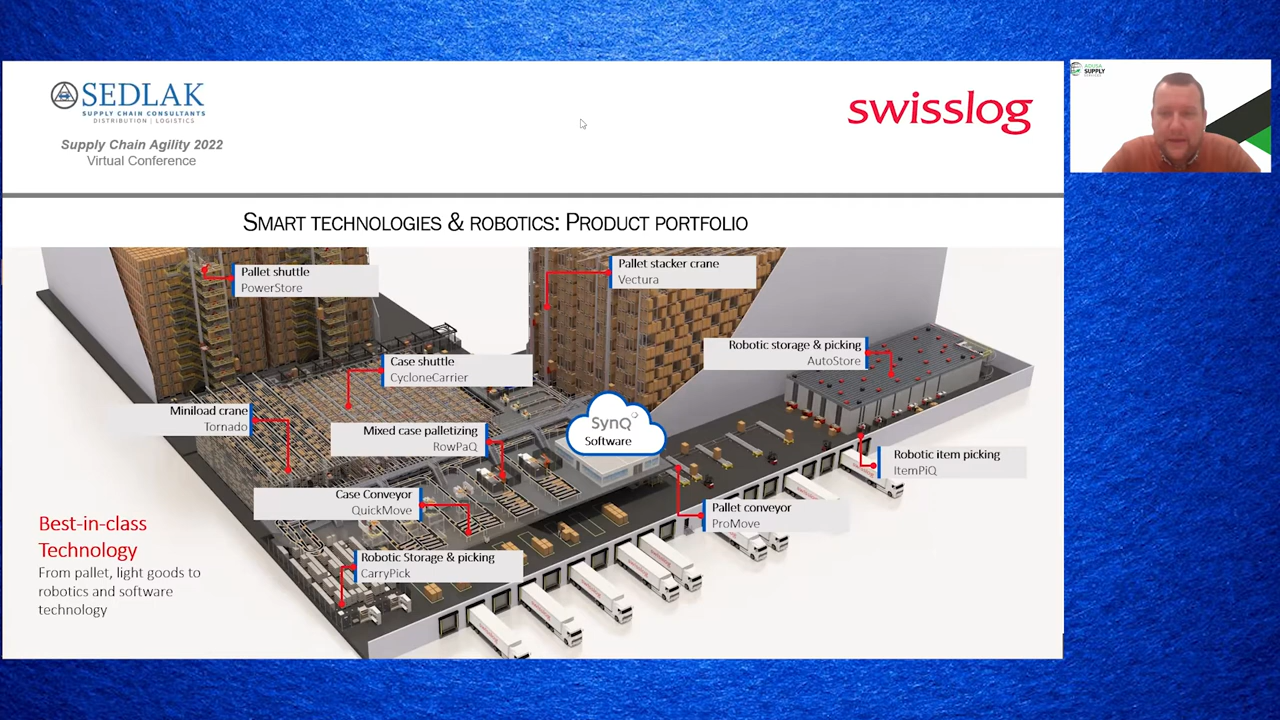 SEDLAK
SUPPLY CHAIN CONSULTANTS
DISTRIBUTION | LOGISTICS
Supply Chain Agility 2022
Virtual Conference
swisslog
ADUSA
SUPPLY
SMART TECHNOLOGIES & ROBOTICS: PRODUCT PORTFOLIO
Pallet shuttle
PowerStore
Pallet stacker crane
Vectura
Robotic storage & picking
AutoStore
Case shuttle
CycloneCarrier
Miniload crane
Tornado
Mixed case palletizing
RowPaQ
SynQ
Software
Robotic item picking
ItemPiQ
Case Conveyor
QuickMove
Pallet conveyor
ProMove
Robotic Storage & picking
CarryPick
Best-in-class
Technology
From pallet, light goods to
robotics and software
technology